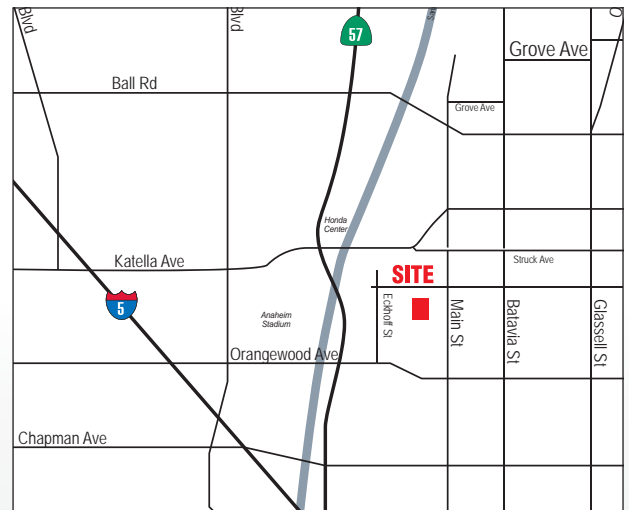 Blvd
Blvd
57
Grove Ave
Ball Rd
Grove Ave
Honda
Center
Katella Ave
Struck Ave
SITE
5
Anaheim
Stadium
Eckhoff St
Main St
Batavia St
Glassell St
Orangewood Ave
Chapman Ave